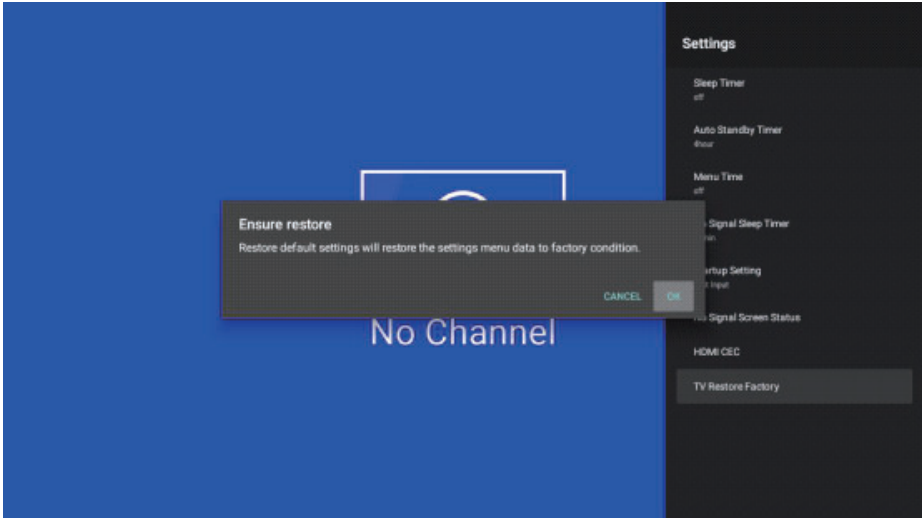 Settings
Sleep Timer
off
Auto Standby Timer
4hour
Menu Time
off
Signal Sleep Timer
Ensure restore
Restore default settings will restore the settings menu data to factory condition.
Setting
Input
CANCEL
OK
Signal Screen Status
No Channel
HDMI CEC
TV Restore Factory